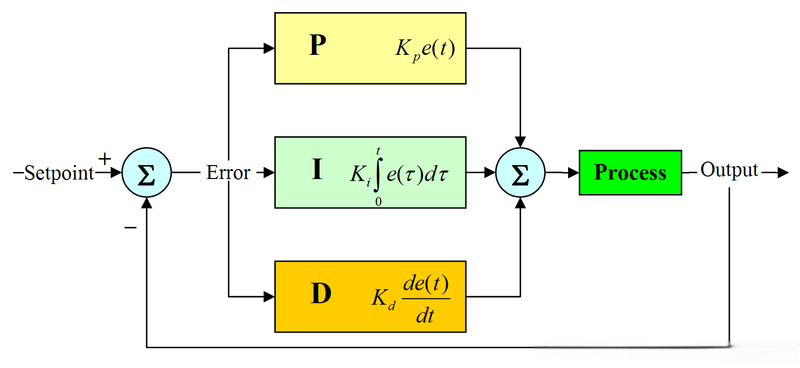 P K_p e(t)
+
–Setpoint
Σ
Error
I K_i ∫_0^t e(τ)dτ
Σ
Process
Output
–
D K_d de(t)/dt